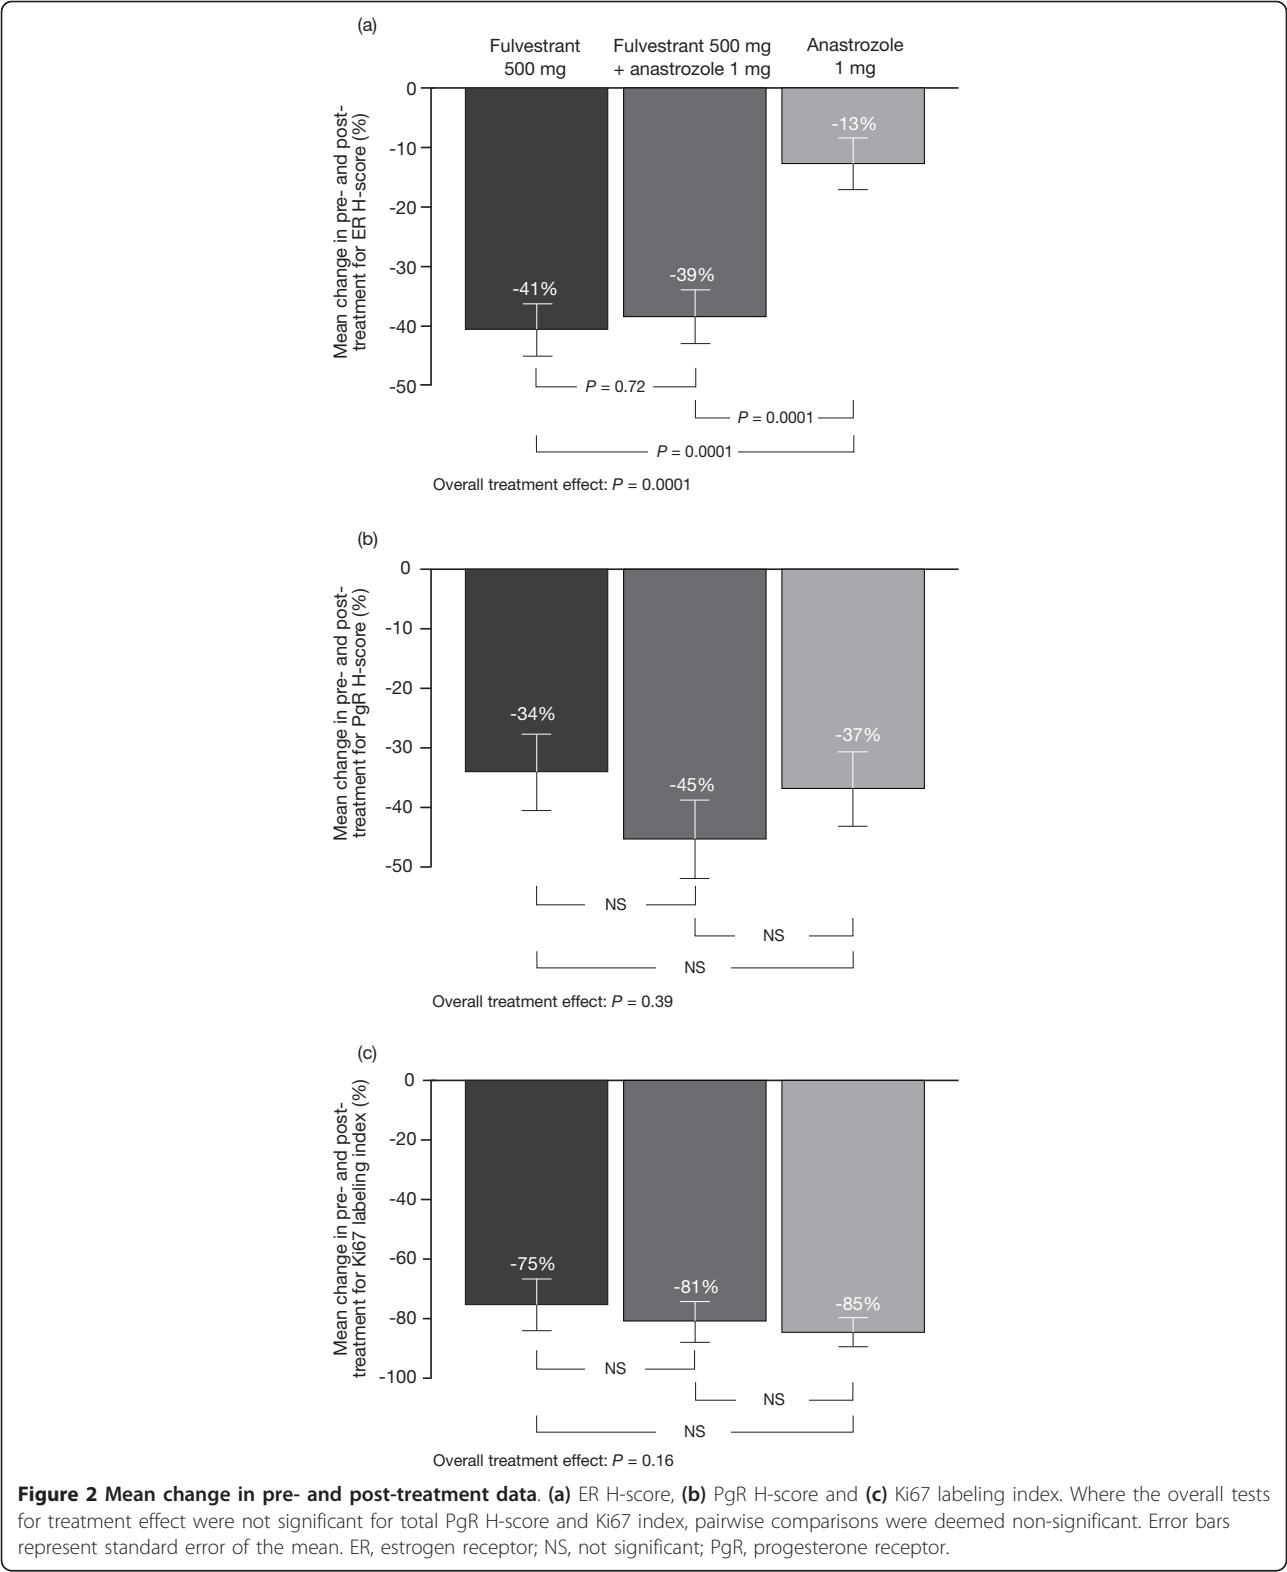 (a)
Fulvestrant
500 mg
Fulvestrant 500 mg
+ anastrozole 1 mg
Anastrozole
1 mg
Mean change in pre- and post-
treatment for ER H-score (%)
0
-10
-20
-30
-40
-50
-41%
-39%
-13%
P = 0.72
P = 0.0001
P = 0.0001
Overall treatment effect: P = 0.0001
(b)
Mean change in pre- and post-
treatment for PgR H-score (%)
0
-10
-20
-30
-40
-50
-34%
-45%
-37%
NS
NS
NS
Overall treatment effect: P = 0.39
(c)
Mean change in pre- and post-
treatment for Ki67 labeling index (%)
0
-20
-40
-60
-80
-100
-75%
-81%
-85%
NS
NS
NS
Overall treatment effect: P = 0.16
Figure 2 Mean change in pre- and post-treatment data. (a) ER H-score, (b) PgR H-score and (c) Ki67 labeling index. Where the overall tests
for treatment effect were not significant for total PgR H-score and Ki67 index, pairwise comparisons were deemed non-significant. Error bars
represent standard error of the mean. ER, estrogen receptor; NS, not significant; PgR, progesterone receptor.